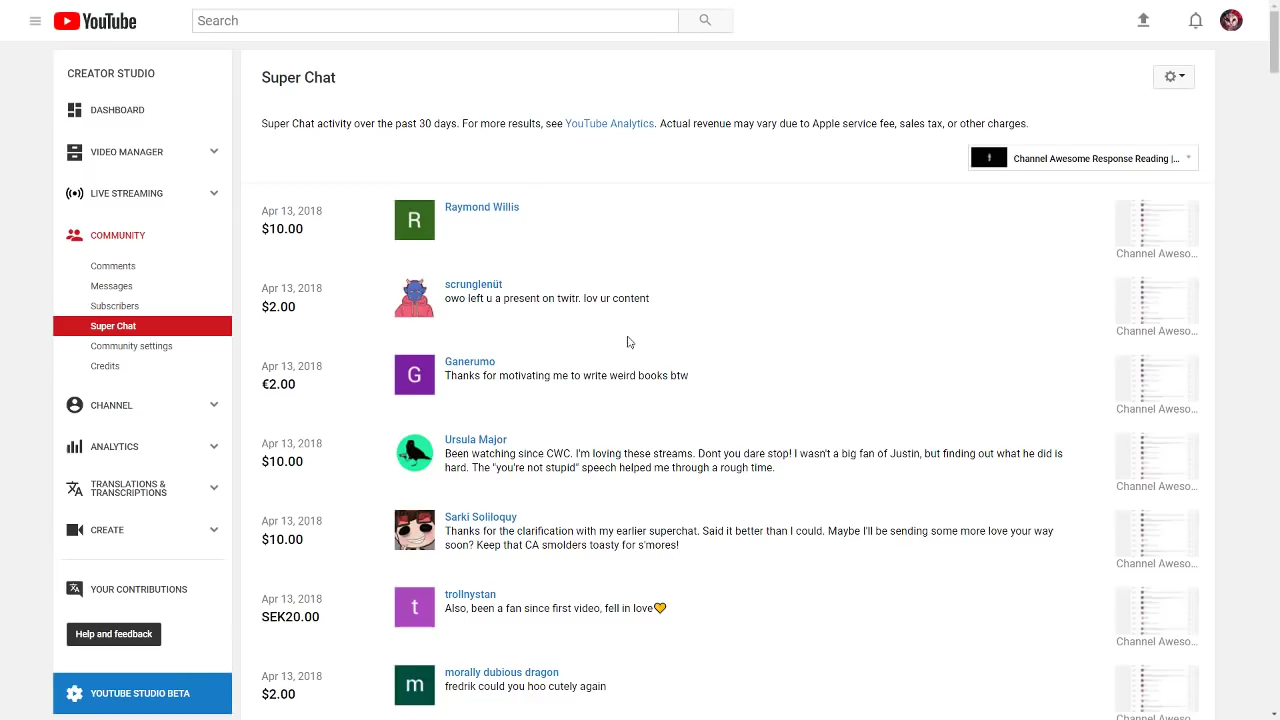 YouTube
Search
CREATOR STUDIO
DASHBOARD
VIDEO MANAGER
LIVE STREAMING
COMMUNITY
Comments
Messages
Subscribers
Super Chat
Community settings
Credits
CHANNEL
ANALYTICS
TRANSLATIONS &
TRANSCRIPTIONS
CREATE
YOUR CONTRIBUTIONS
Help and feedback
YOUTUBE STUDIO BETA
Super Chat
Super Chat activity over the past 30 days. For more results, see YouTube Analytics. Actual revenue may vary due to Apple service fee, sales tax, or other charges.
Channel Awesome Response Reading |...
Apr 13, 2018
$10.00
R
Raymond Willis
Channel Aweso...
Apr 13, 2018
$2.00
scrunglenüt
owo left u a present on twitr. lov ur content
Channel Aweso...
Apr 13, 2018
€2.00
G
Ganerumo
Thanks for motivating me to write weird books btw
Channel Aweso...
Apr 13, 2018
$10.00
Ursula Major
Been watching since CWC. I'm loving these streams. Don't you dare stop! I wasn't a big fan of Justin, but finding out what he did is
hard. The "you're not stupid" speech helped me through a rough time.
Channel Aweso...
Apr 13, 2018
$10.00
Sarki Soliloquy
Thanks for the clarification with my earlier superchat. Said it better than I could. Maybe I'll be sending some more love your way
soon? Keep that CA smolders toasty for s'mores!
Channel Aweso...
Apr 13, 2018
SEK20.00
t
trollnystan
Also, been a fan since first video, fell in love💛
Channel Aweso...
Apr 13, 2018
$2.00
m
morally dubious dragon
fredrik could you hoo cutely again
Channel Aweso...